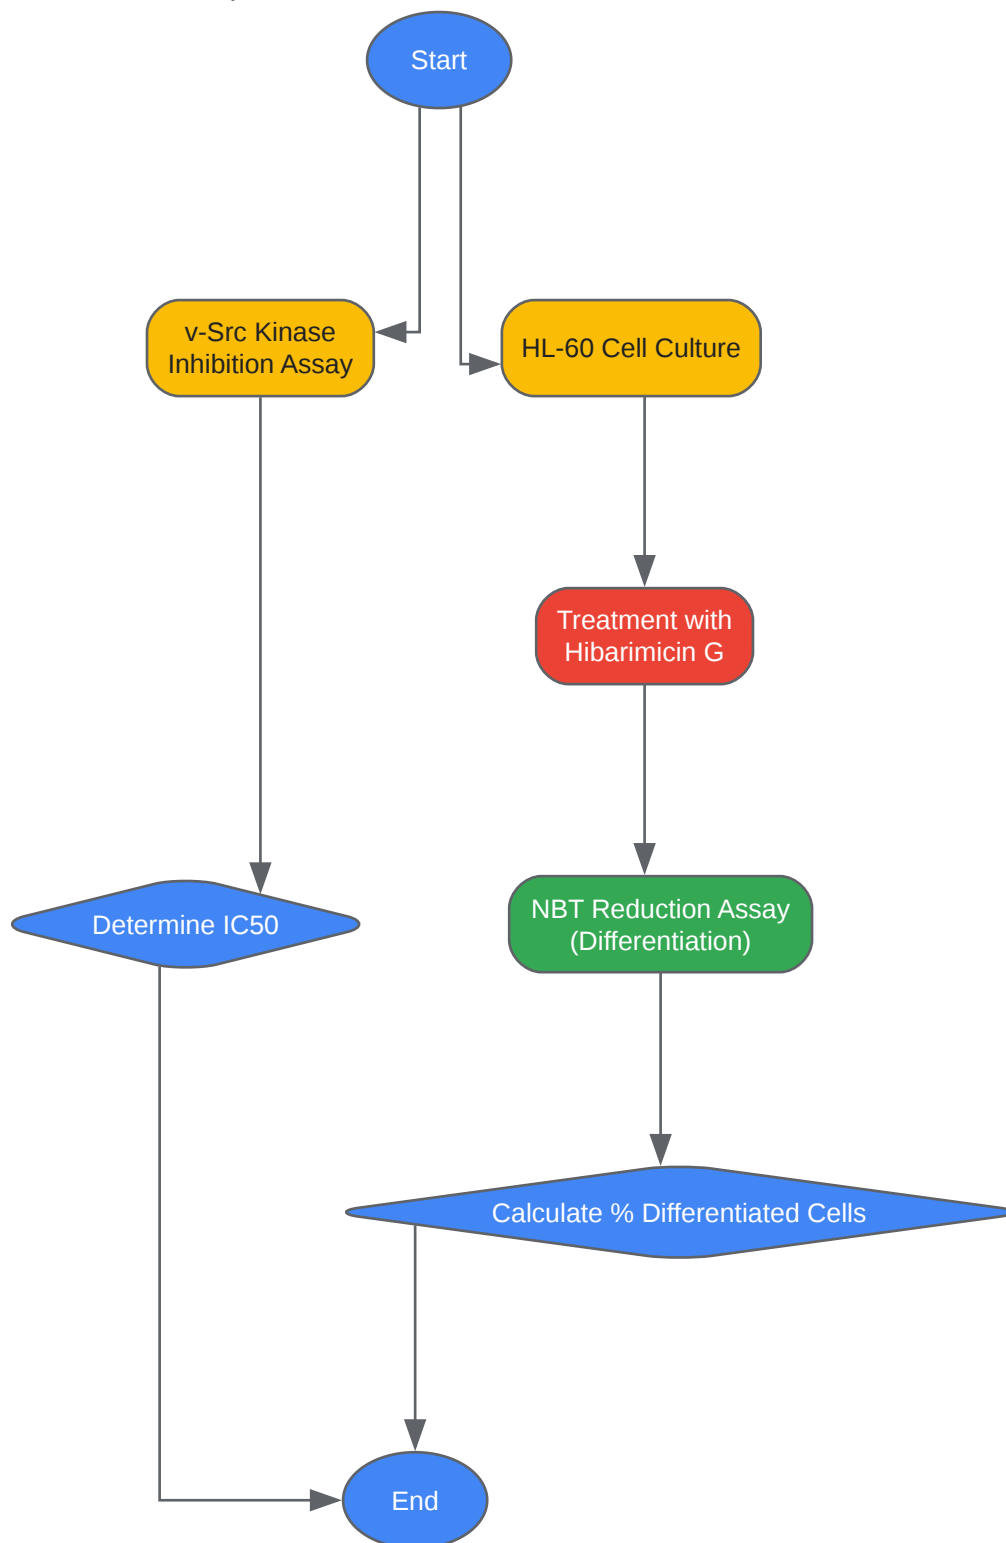 Start
v-Src Kinase
Inhibition Assay
HL-60 Cell Culture
Treatment with
Hibarimicin G
NBT Reduction Assay
(Differentiation)
Determine IC50
Calculate % Differentiated Cells
End